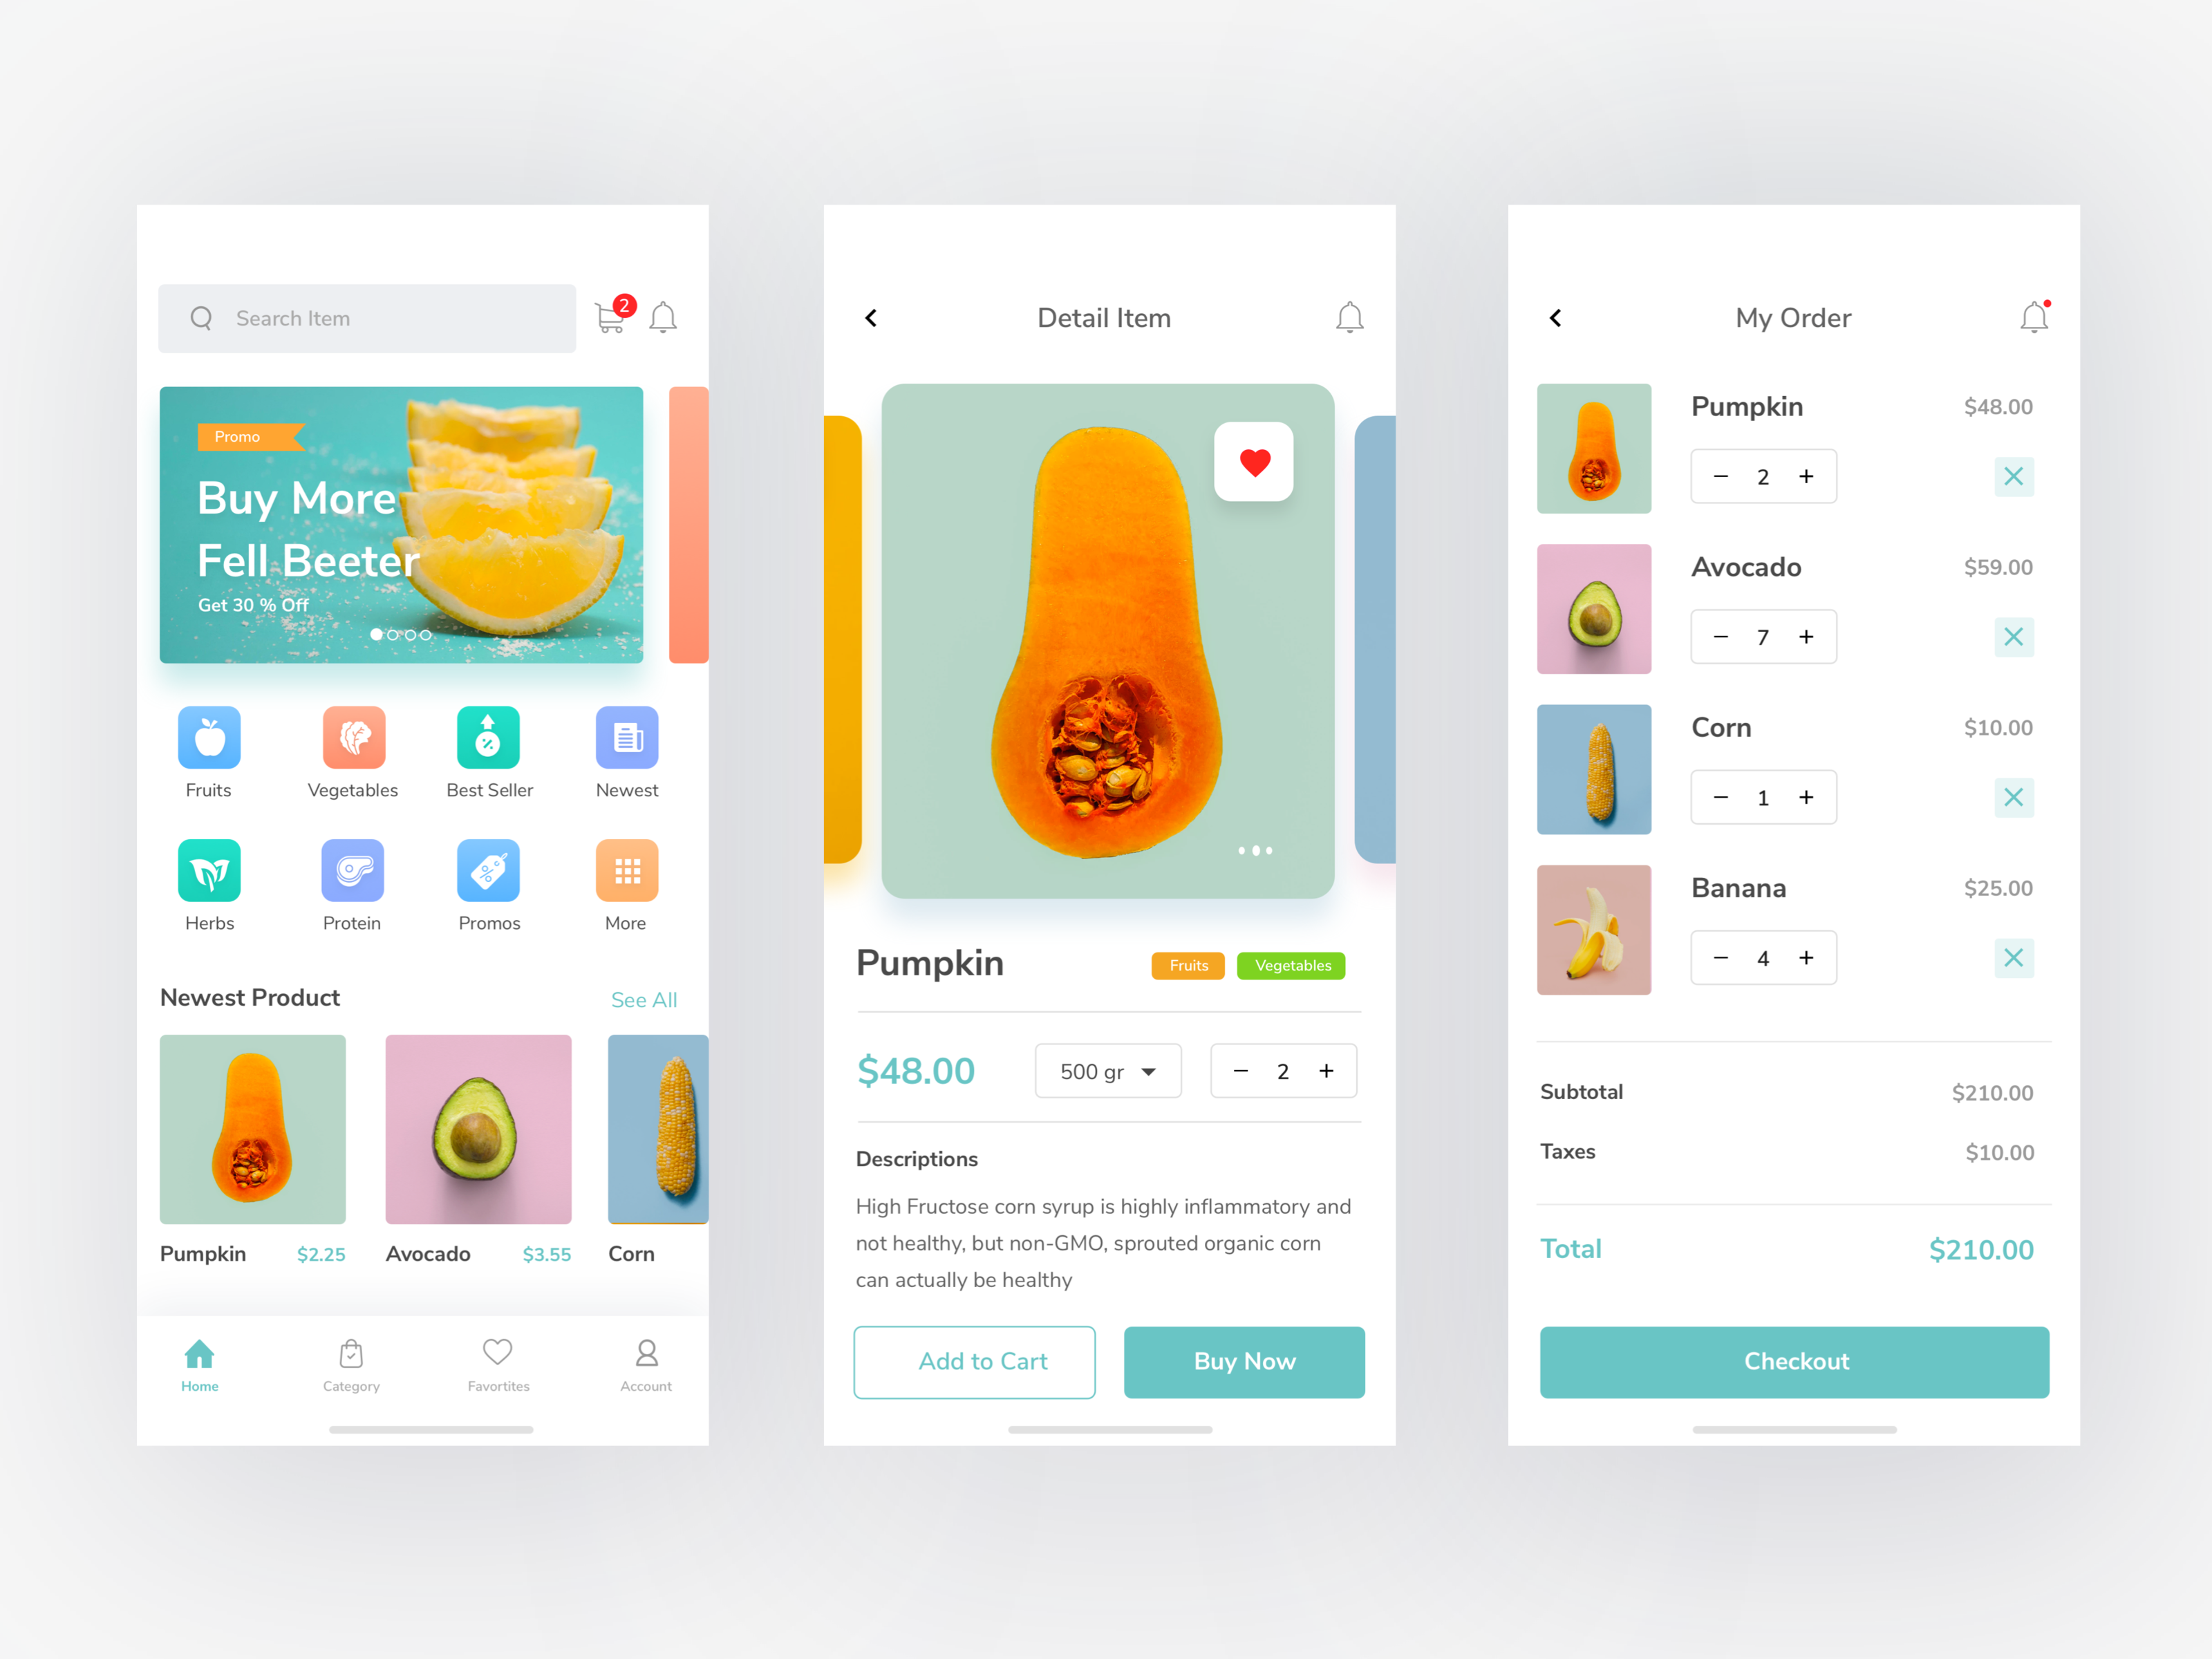 Search Item
2
Promo
Buy More
Fell Beeter
Get 30 % Off
Fruits
Vegetables
Best Seller
Newest
Herbs
Protein
Promos
More
Newest Product
See All
Pumpkin
$2.25
Avocado
$3.55
Corn
Home
Category
Favortites
Account
Detail Item
Pumpkin
Fruits
Vegetables
$48.00
500 gr
− 2 +
Descriptions
High Fructose corn syrup is highly inflammatory and
not healthy, but non-GMO, sprouted organic corn
can actually be healthy
Add to Cart
Buy Now
My Order
Pumpkin
$48.00
− 2 +
Avocado
$59.00
− 7 +
Corn
$10.00
− 1 +
Banana
$25.00
− 4 +
Subtotal
$210.00
Taxes
$10.00
Total
$210.00
Checkout